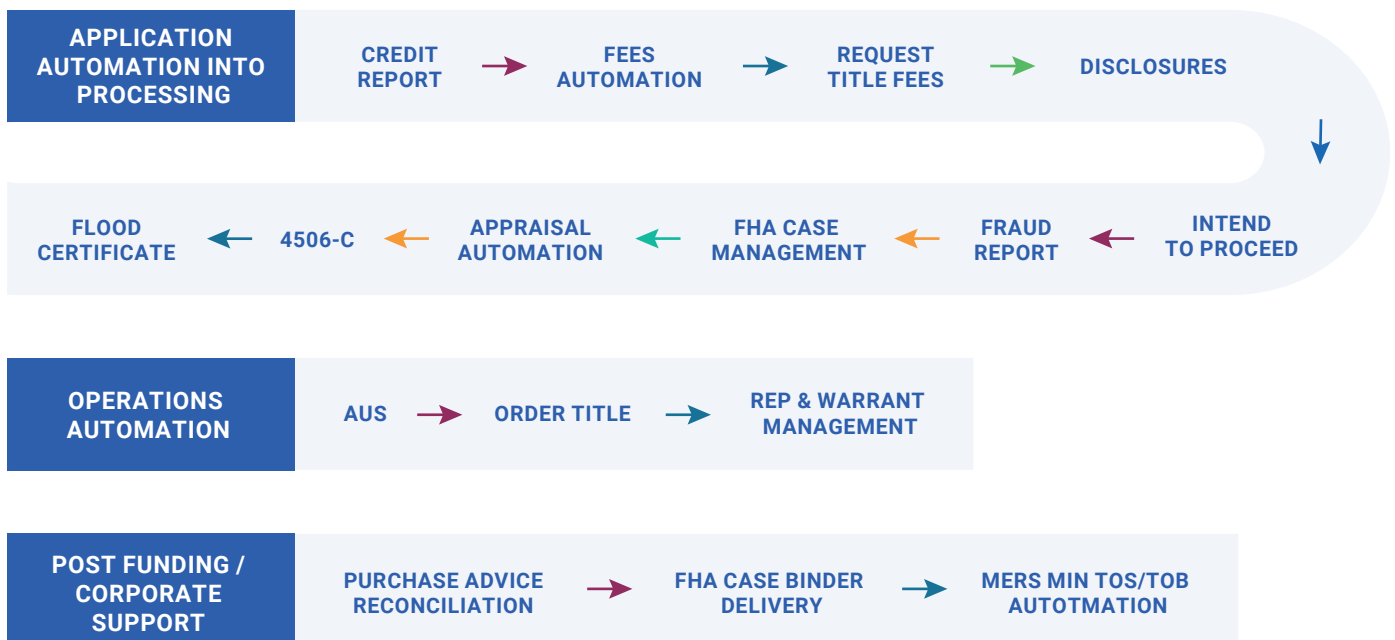 APPLICATION
AUTOMATION INTO
PROCESSING
CREDIT
REPORT
FEES
AUTOMATION
REQUEST
TITLE FEES
DISCLOSURES
INTEND
TO PROCEED
FRAUD
REPORT
FHA CASE
MANAGEMENT
APPRAISAL
AUTOMATION
4506-C
FLOOD
CERTIFICATE
OPERATIONS
AUTOMATION
AUS
ORDER TITLE
REP & WARRANT
MANAGEMENT
POST FUNDING /
CORPORATE
SUPPORT
PURCHASE ADVICE
RECONCILIATION
FHA CASE BINDER
DELIVERY
MERS MIN TOS/TOB
AUTOTMATION